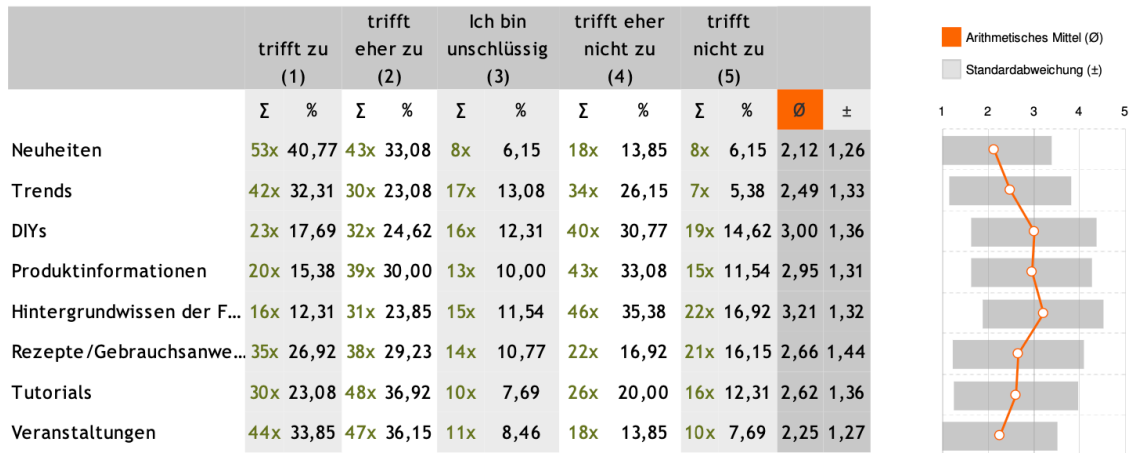 trifft zu (1) trifft eher zu (2) Ich bin unschlüssig (3) trifft eher nicht zu (4) trifft nicht zu (5)
Σ % Σ % Σ % Σ % Σ % Ø ±
Neuheiten 53x 40,77 43x 33,08 8x 6,15 18x 13,85 8x 6,15 2,12 1,26
Trends 42x 32,31 30x 23,08 17x 13,08 34x 26,15 7x 5,38 2,49 1,33
DIYs 23x 17,69 32x 24,62 16x 12,31 40x 30,77 19x 14,62 3,00 1,36
Produktinformationen 20x 15,38 39x 30,00 13x 10,00 43x 33,08 15x 11,54 2,95 1,31
Hintergrundwissen der F... 16x 12,31 31x 23,85 15x 11,54 46x 35,38 22x 16,92 3,21 1,32
Rezepte/Gebrauchsanwe... 35x 26,92 38x 29,23 14x 10,77 22x 16,92 21x 16,15 2,66 1,44
Tutorials 30x 23,08 48x 36,92 10x 7,69 26x 20,00 16x 12,31 2,62 1,36
Veranstaltungen 44x 33,85 47x 36,15 11x 8,46 18x 13,85 10x 7,69 2,25 1,27
Arithmetisches Mittel (Ø)
Standardabweichung (±)
1 2 3 4 5